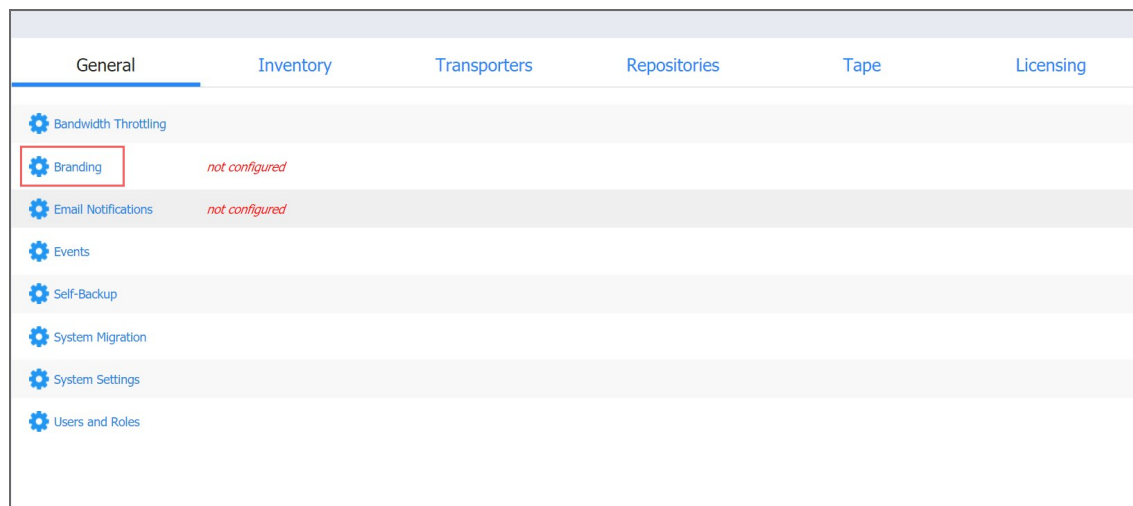 General Inventory Transporters Repositories Tape Licensing
Bandwidth Throttling
Branding not configured
Email Notifications not configured
Events
Self-Backup
System Migration
System Settings
Users and Roles